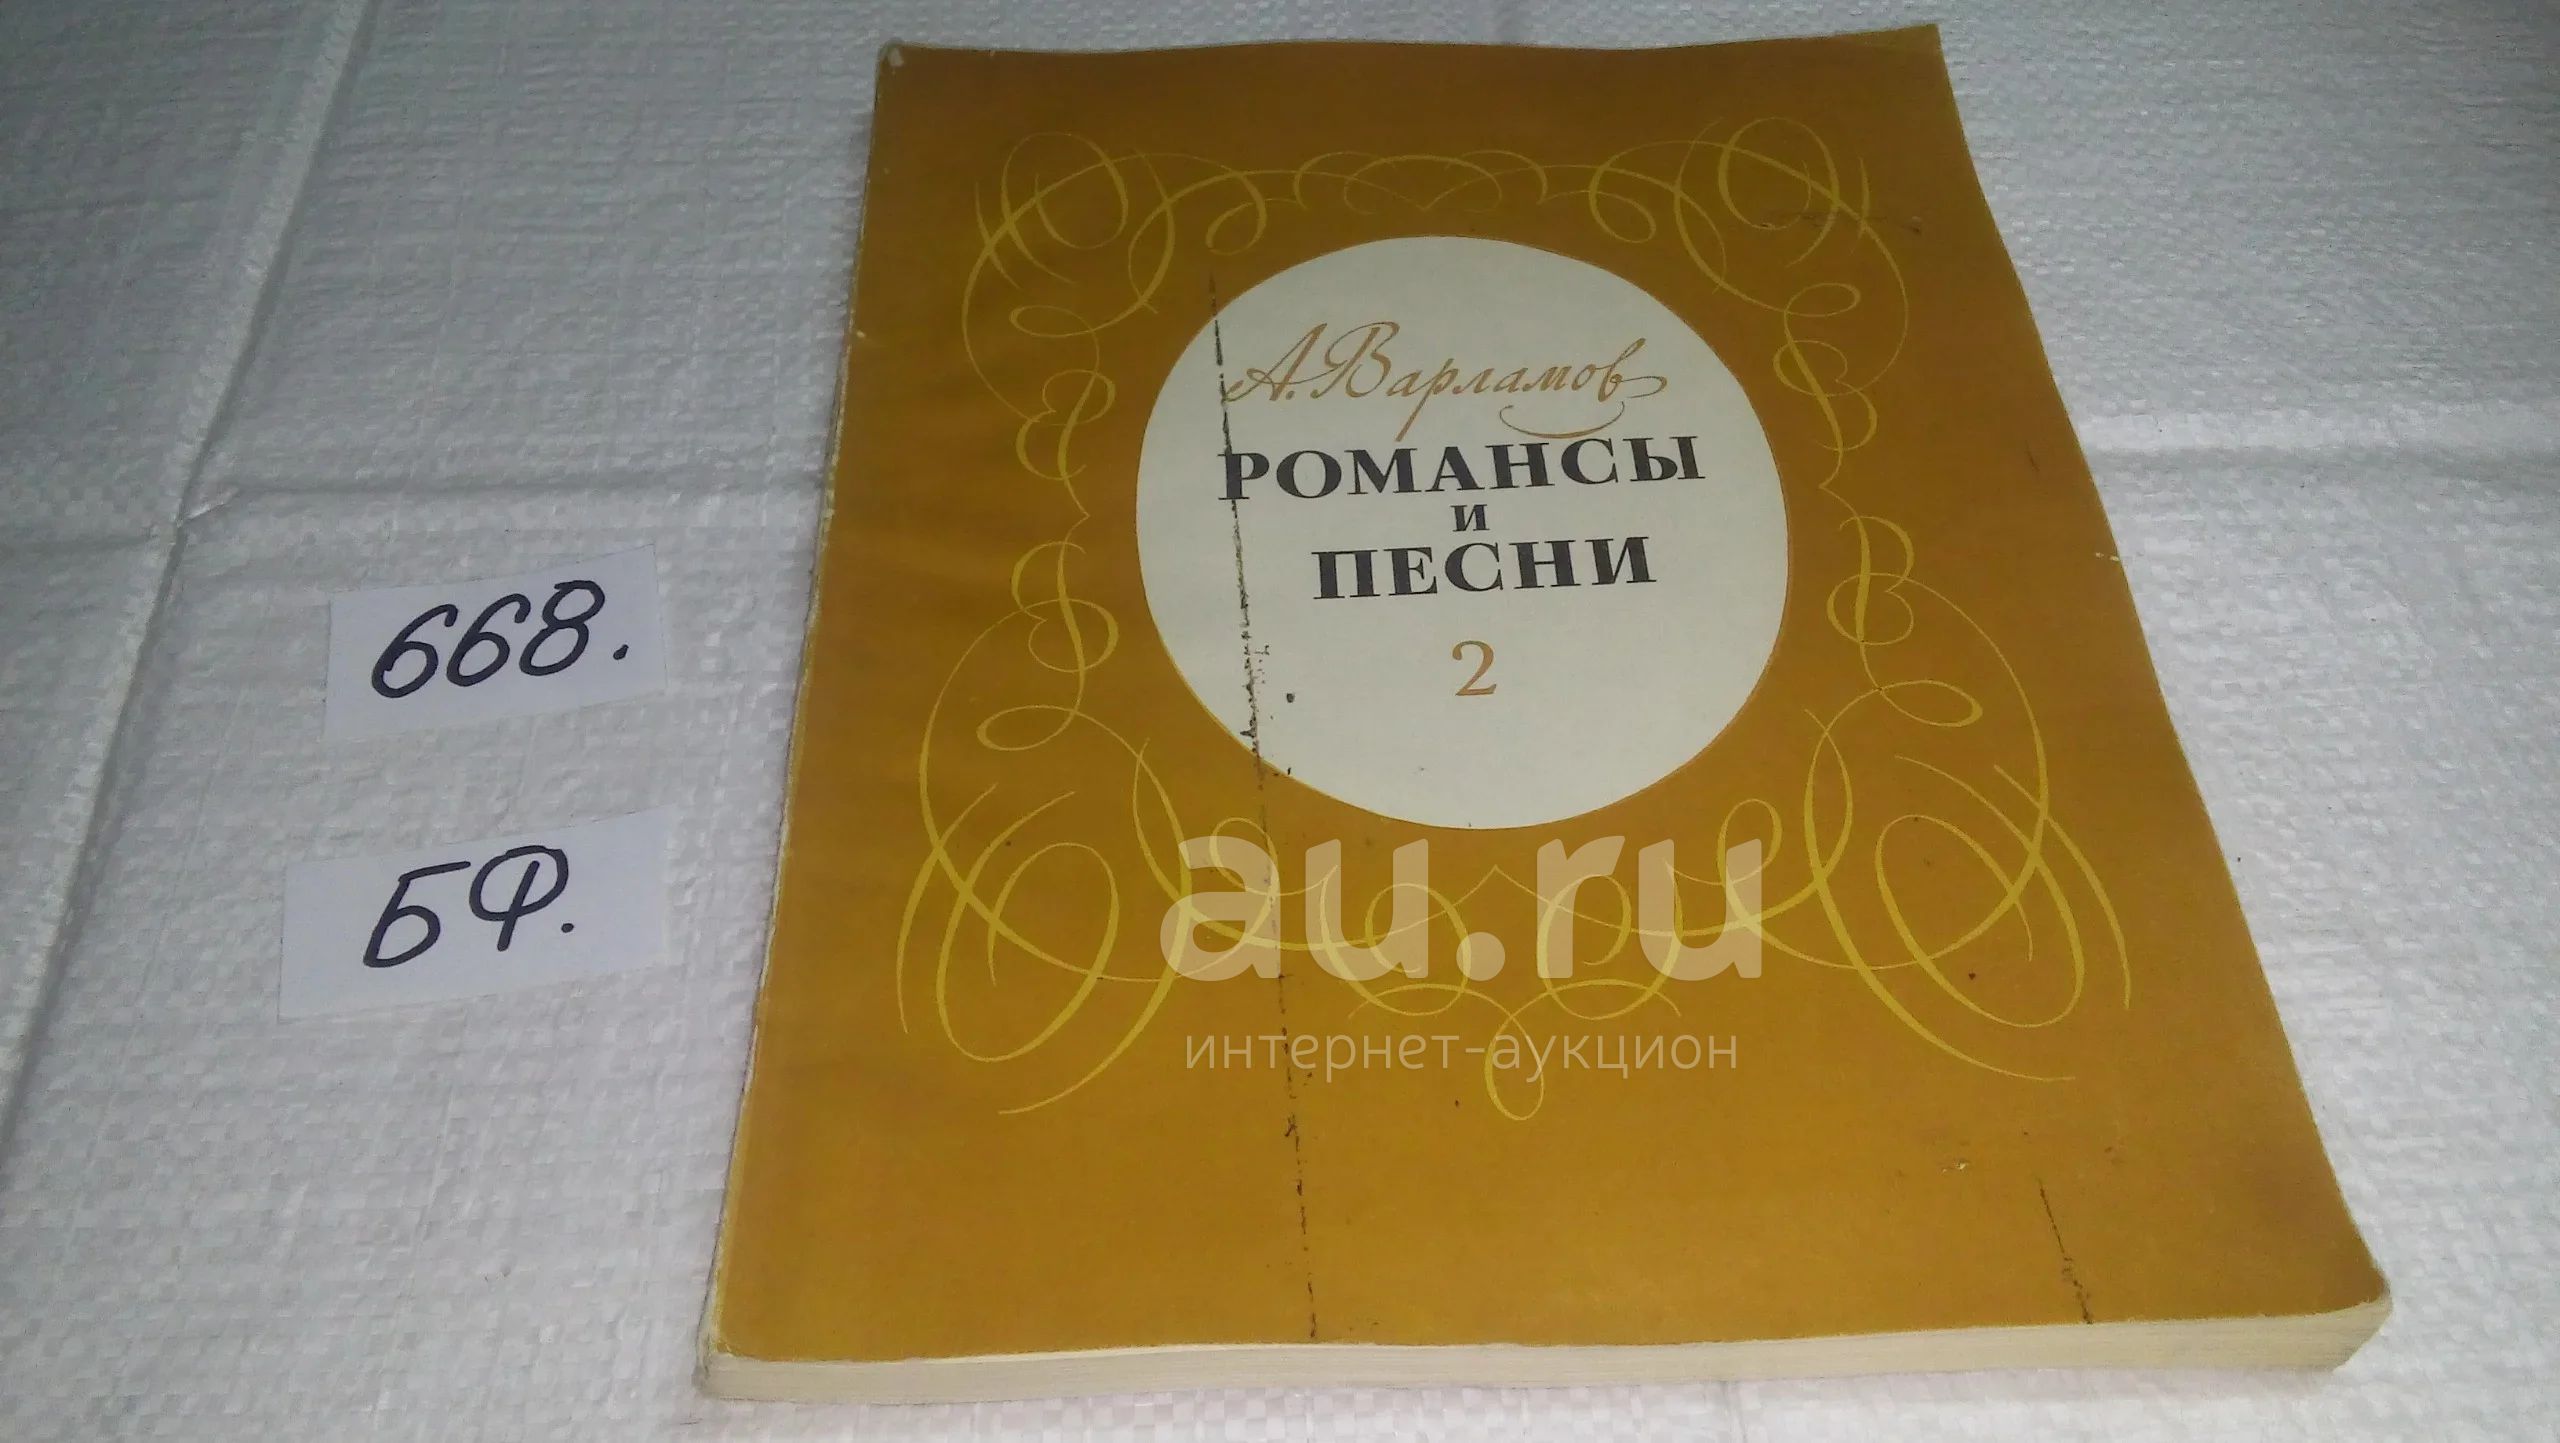 А. Варламов
РОМАНСЫ
И
ПЕСНИ
2
668.
БФ.
au.ru
интернет-аукцион